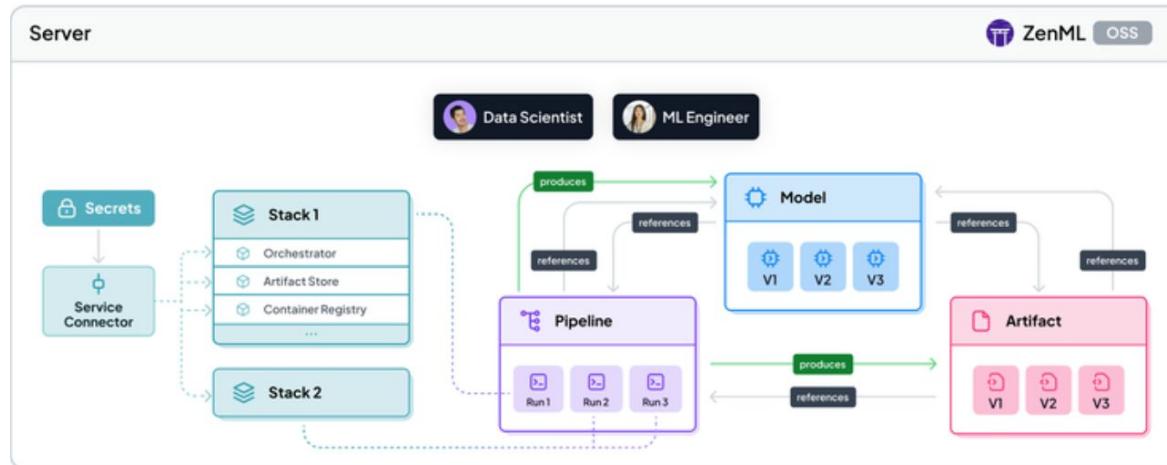 Server
ZenML OSS
Data Scientist
ML Engineer
Secrets
Service
Connector
Stack 1
Orchestrator
Artifact Store
Container Registry
...
Stack 2
produces
references
references
Pipeline
Run 1
Run 2
Run 3
Model
V1
V2
V3
references
references
produces
references
Artifact
V1
V2
V3